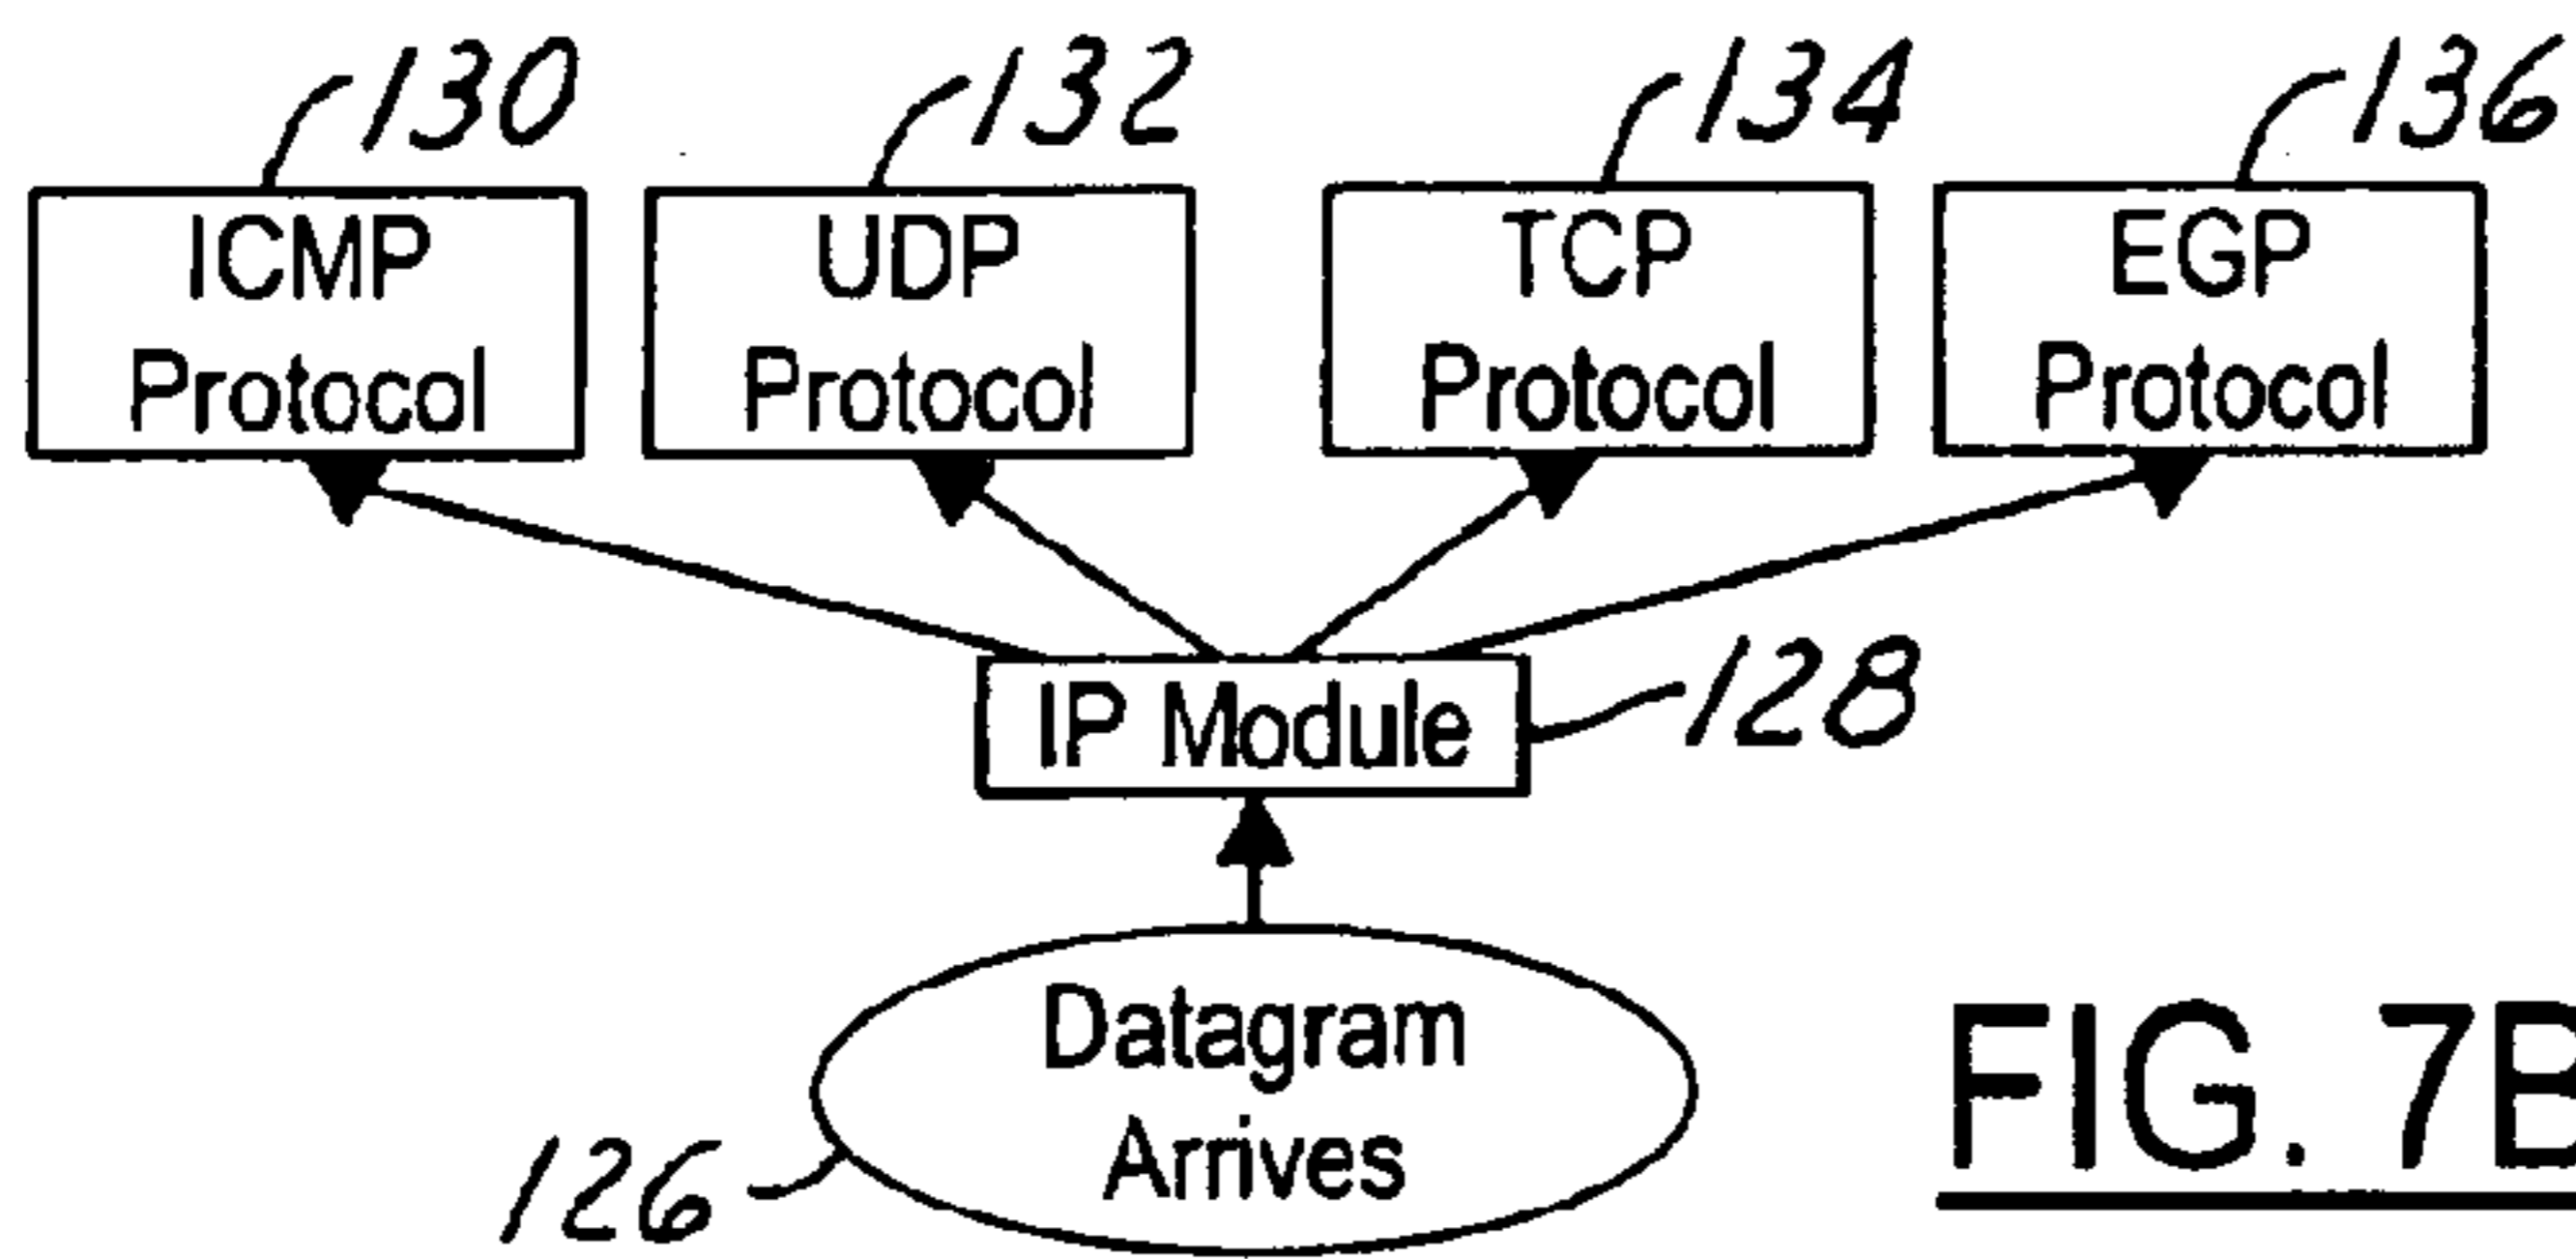 130 132 134 136
ICMP UDP TCP EGP
Protocol Protocol Protocol Protocol
IP Module 128
Datagram
Arrives
126
FIG. 7B